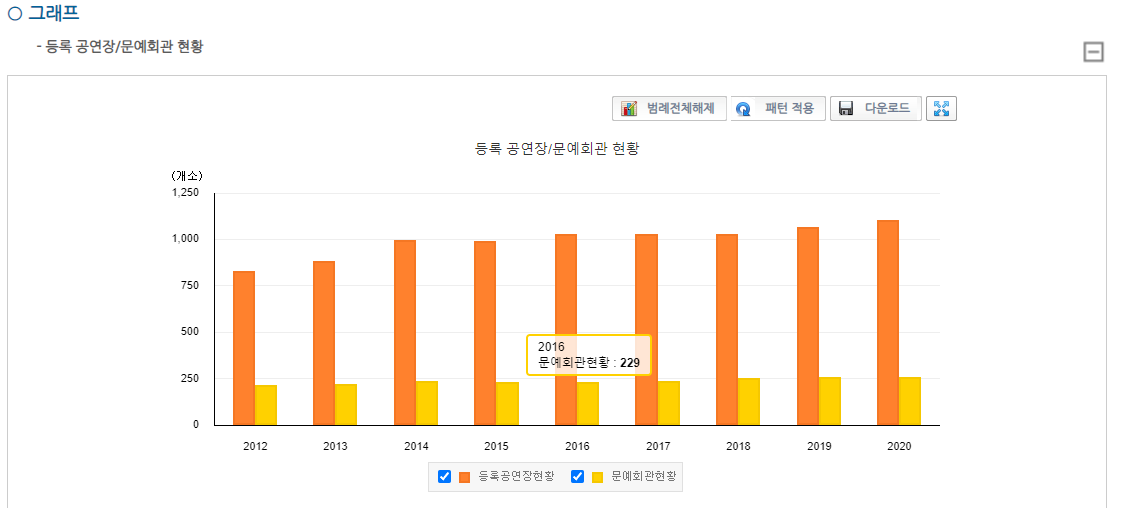 그래프
- 등록 공연장/문예회관 현황
범례전체해제 패턴 적용 다운로드
등록 공연장/문예회관 현황
(개소)
1,250
1,000
750
500
250
0
2016
문예회관현황 : 229
2012 2013 2014 2015 2016 2017 2018 2019 2020
등록공연장현황 문예회관현황